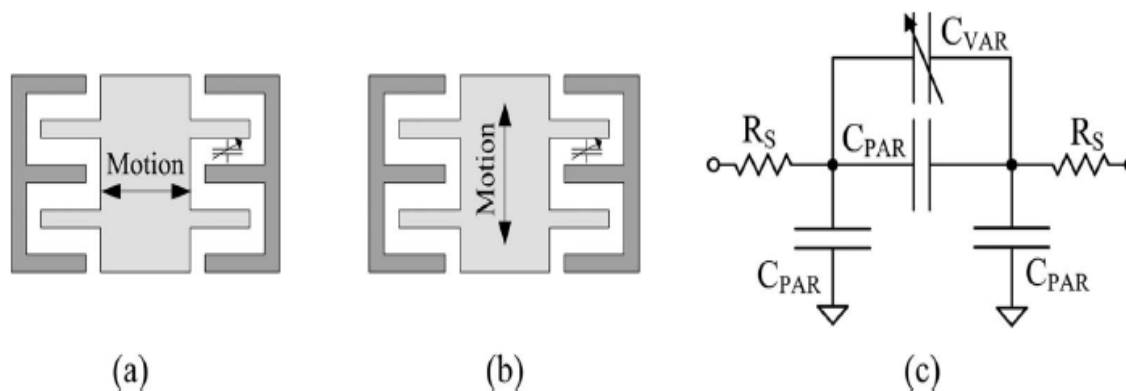 Motion
(a)
Motion
(b)
C_VAR
R_S
C_PAR
R_S
C_PAR
C_PAR
(c)